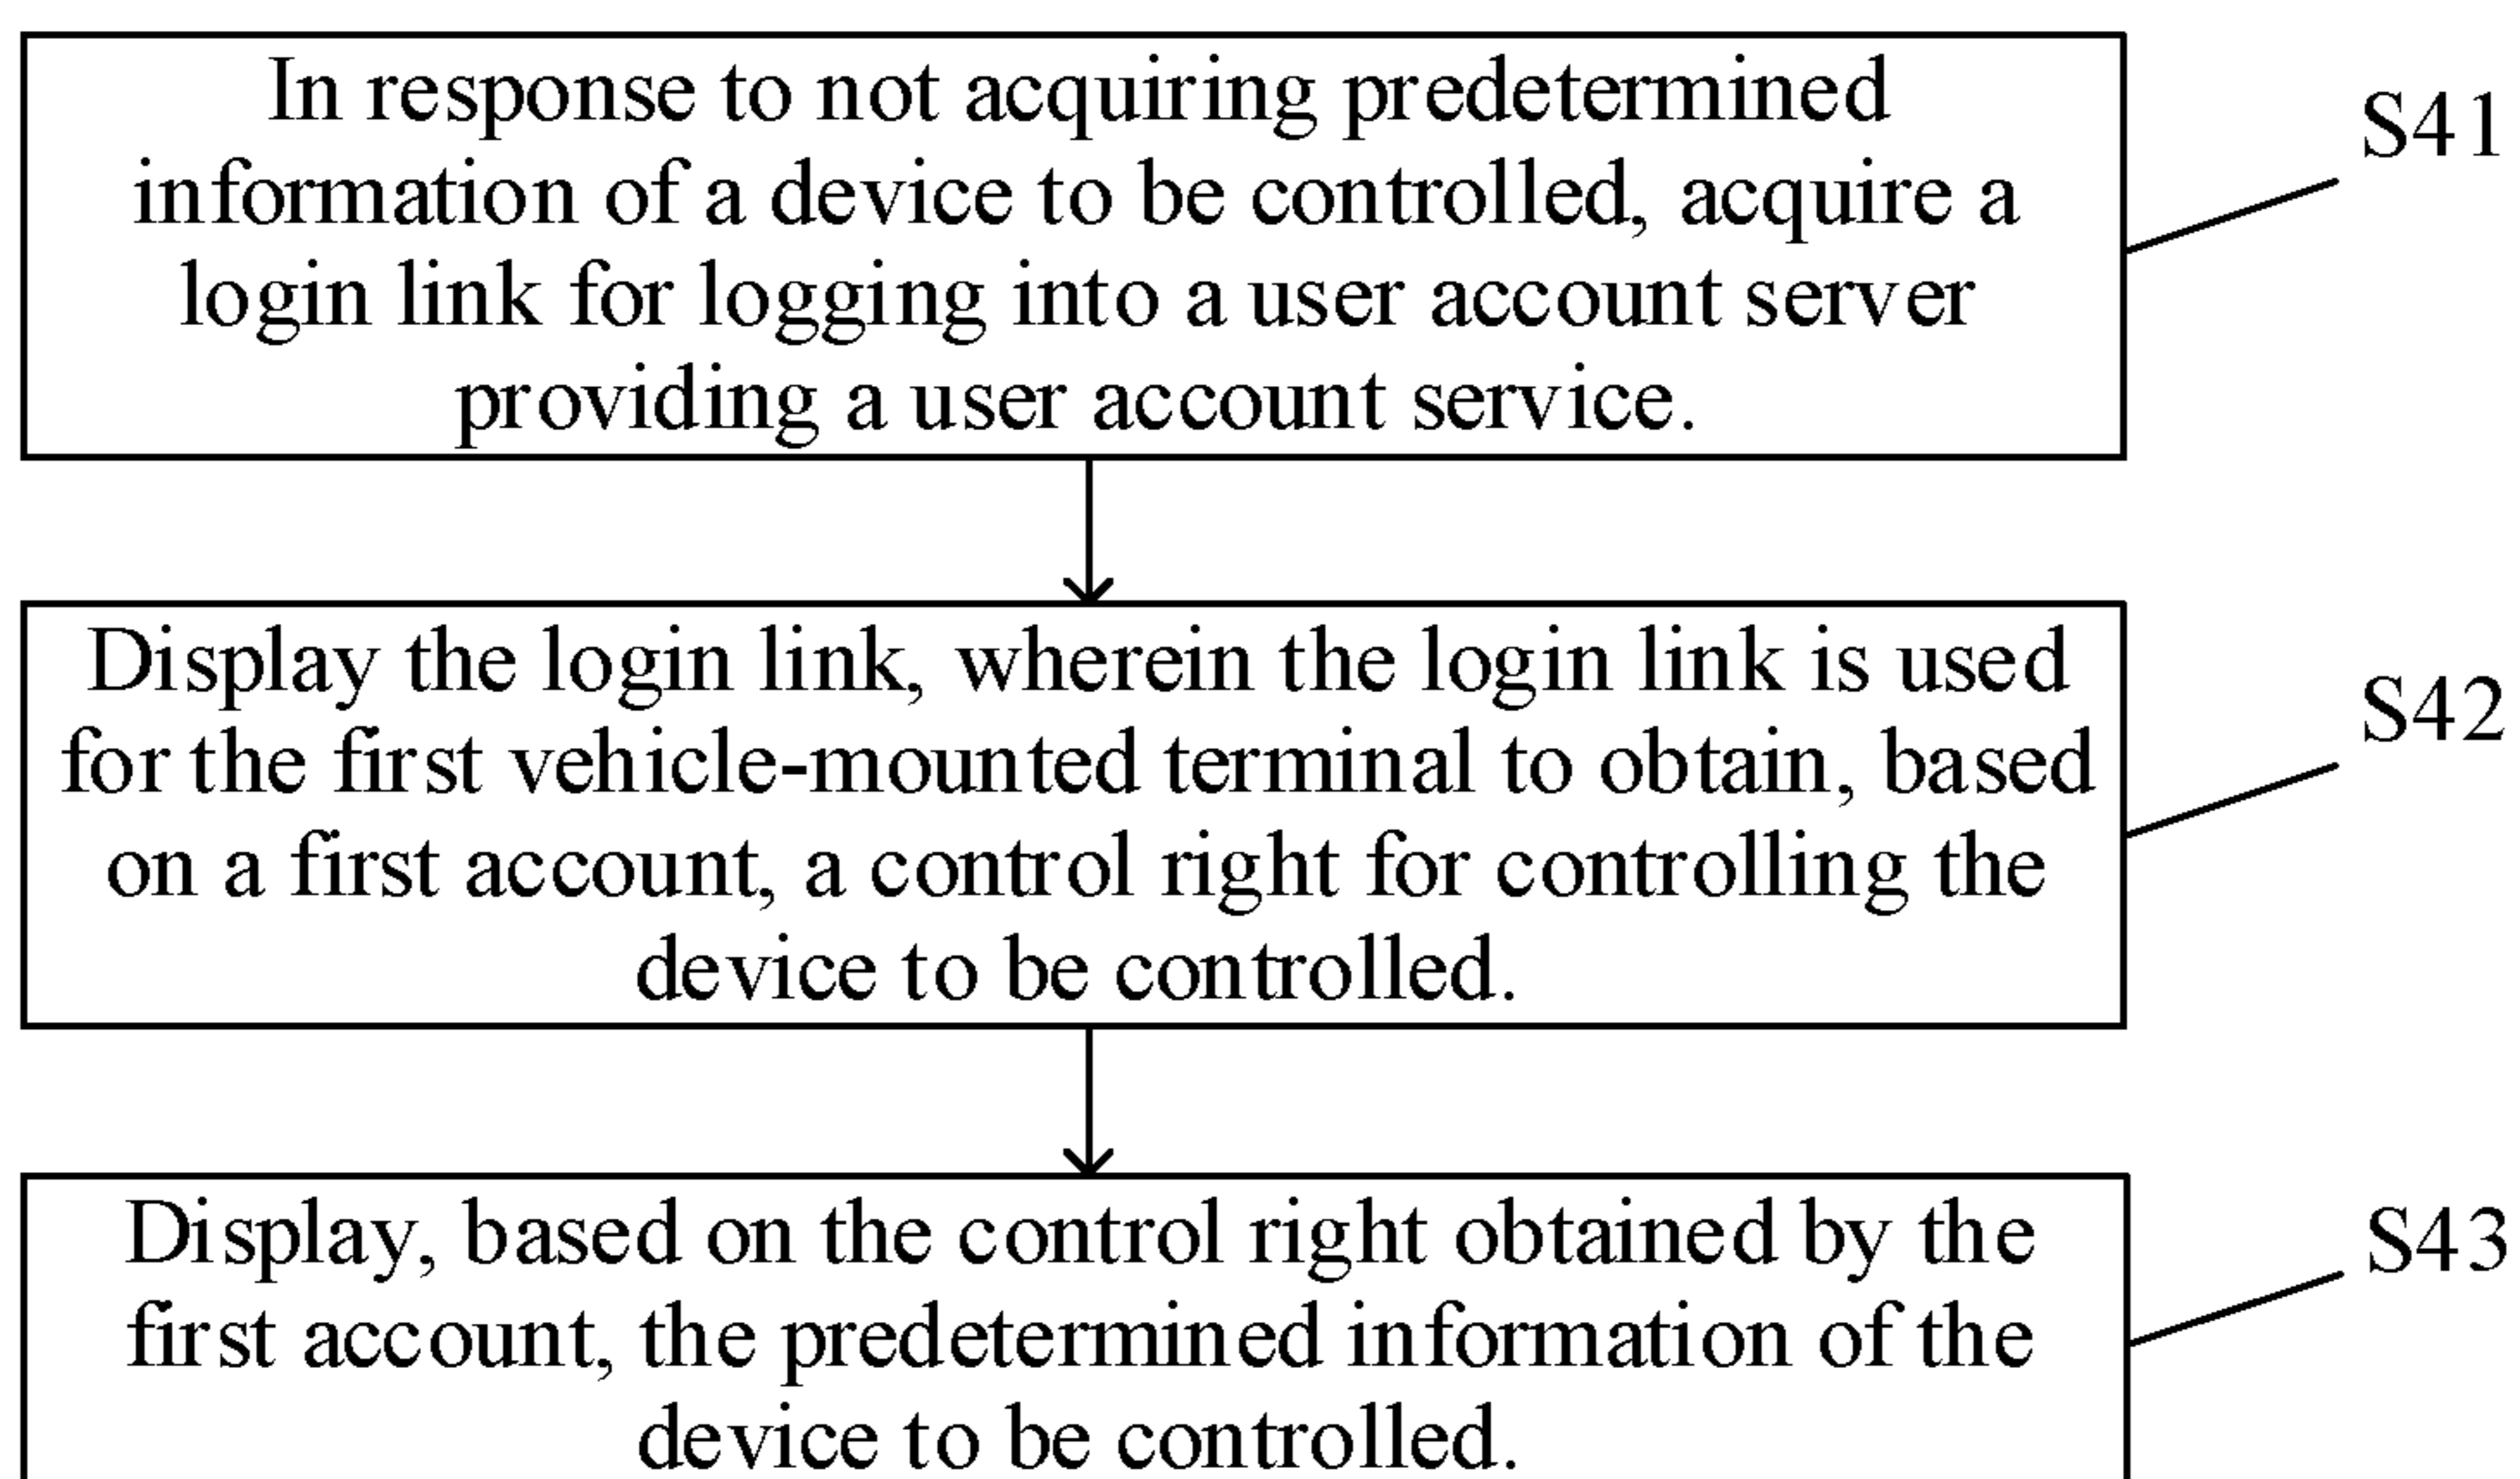 In response to not acquiring predetermined
information of a device to be controlled, acquire a
login link for logging into a user account server
providing a user account service.
S41
Display the login link, wherein the login link is used
for the first vehicle-mounted terminal to obtain, based
on a first account, a control right for controlling the
device to be controlled.
S42
Display, based on the control right obtained by the
first account, the predetermined information of the
device to be controlled.
S43